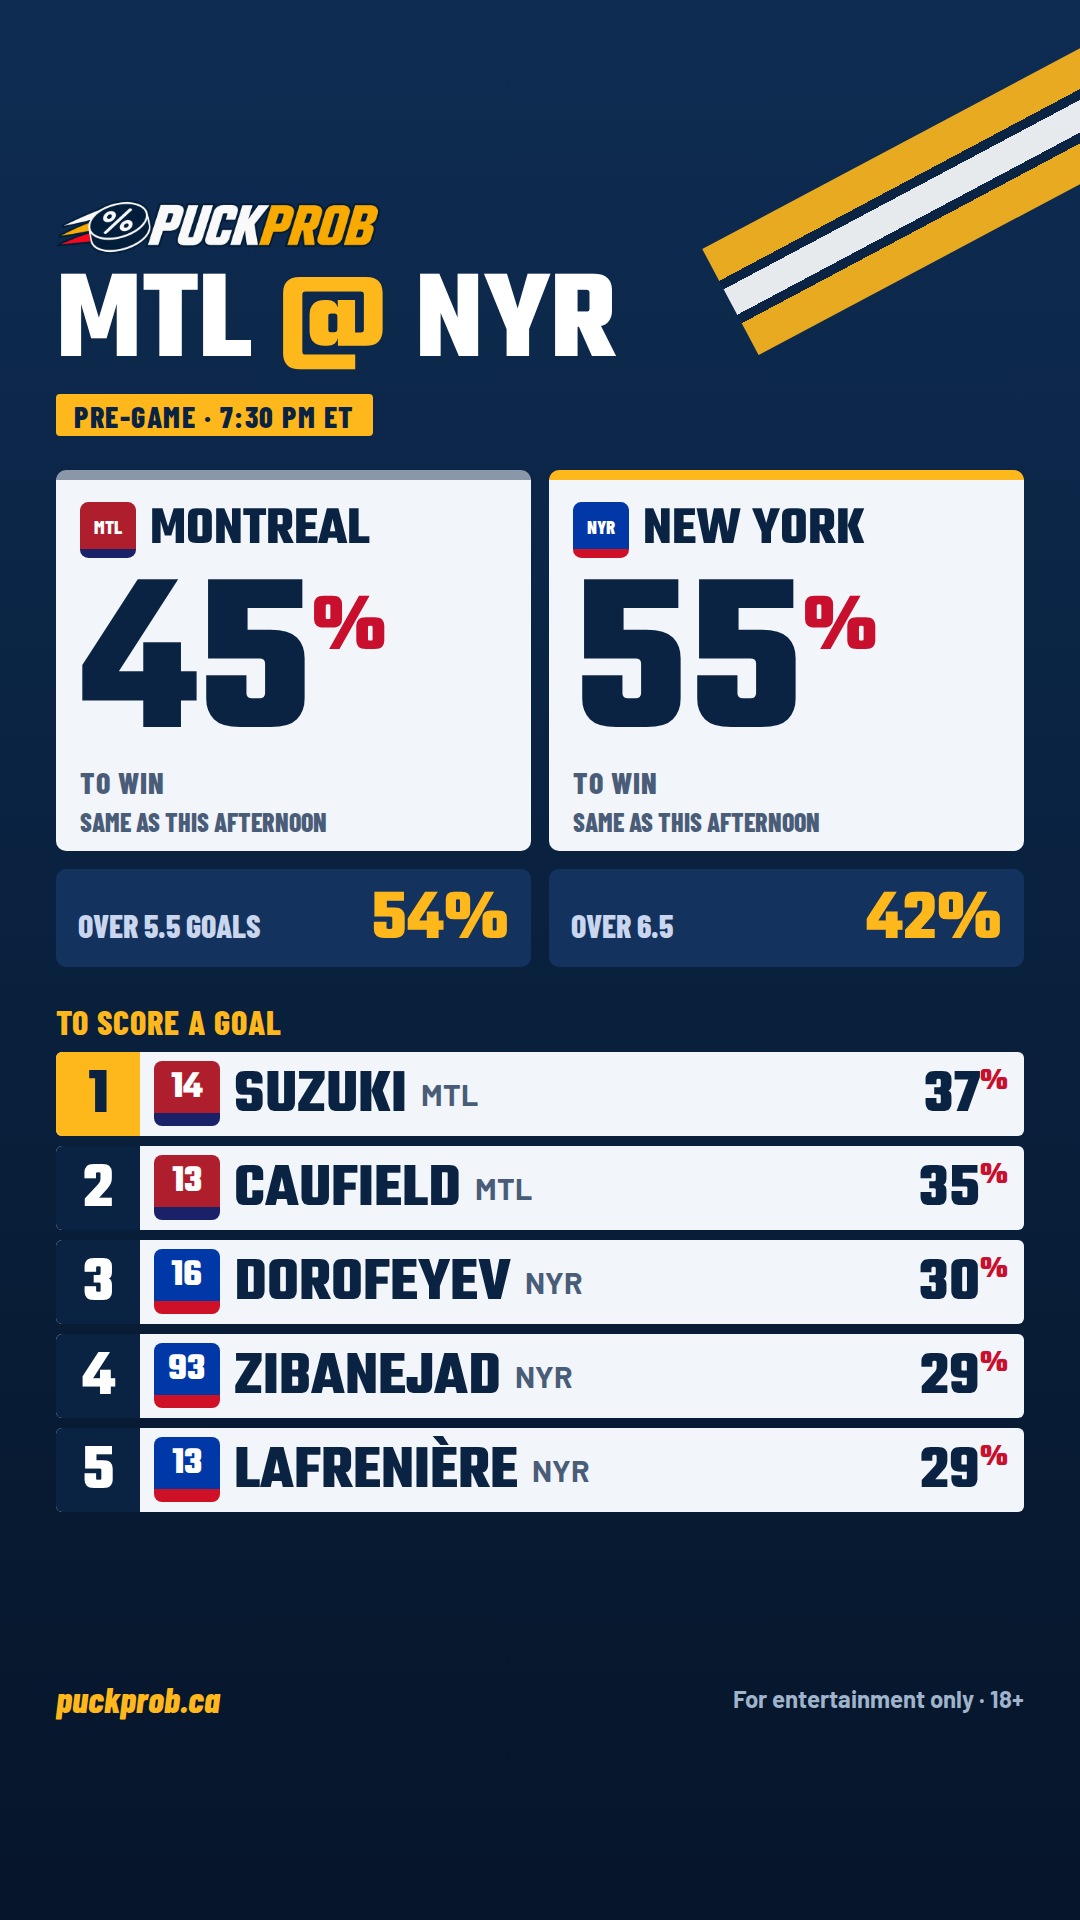 % PUCKPROB
MTL @ NYR
PRE-GAME · 7:30 PM ET
MTL MONTREAL
45%
TO WIN
SAME AS THIS AFTERNOON
NYR NEW YORK
55%
TO WIN
SAME AS THIS AFTERNOON
OVER 5.5 GOALS 54%
OVER 6.5 42%
TO SCORE A GOAL
1 14 SUZUKI MTL 37%
2 13 CAUFIELD MTL 35%
3 16 DOROFEYEV NYR 30%
4 93 ZIBANEJAD NYR 29%
5 13 LAFRENIÈRE NYR 29%
puckprob.ca
For entertainment only · 18+